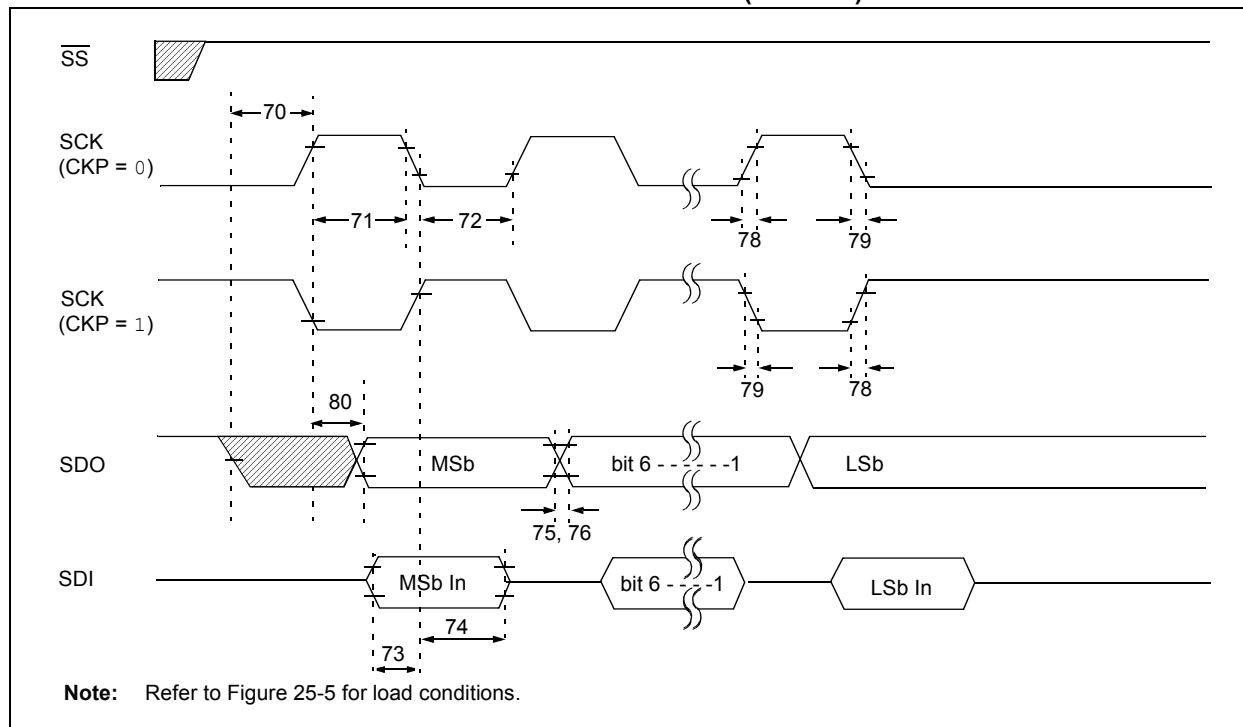 SS
70
SCK
(CKP = 0)
71
72
78
79
SCK
(CKP = 1)
79
78
80
SDO
MSb
bit 6 - - - - - -1
LSb
75, 76
SDI
MSb In
bit 6 - - - -1
LSb In
74
73
Note: Refer to Figure 25-5 for load conditions.